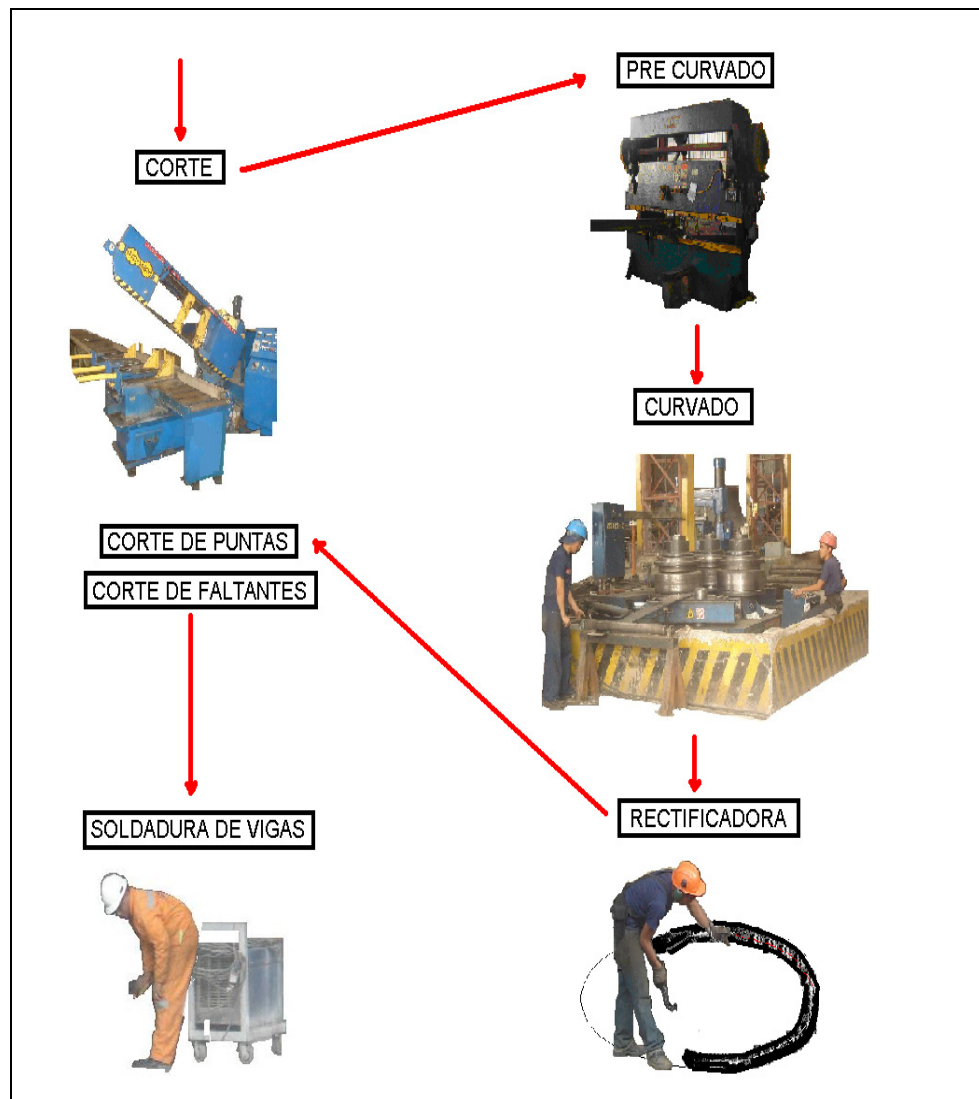 PRE CURVADO
CORTE
CURVADO
CORTE DE PUNTAS
CORTE DE FALTANTES
SOLDADURA DE VIGAS
RECTIFICADORA